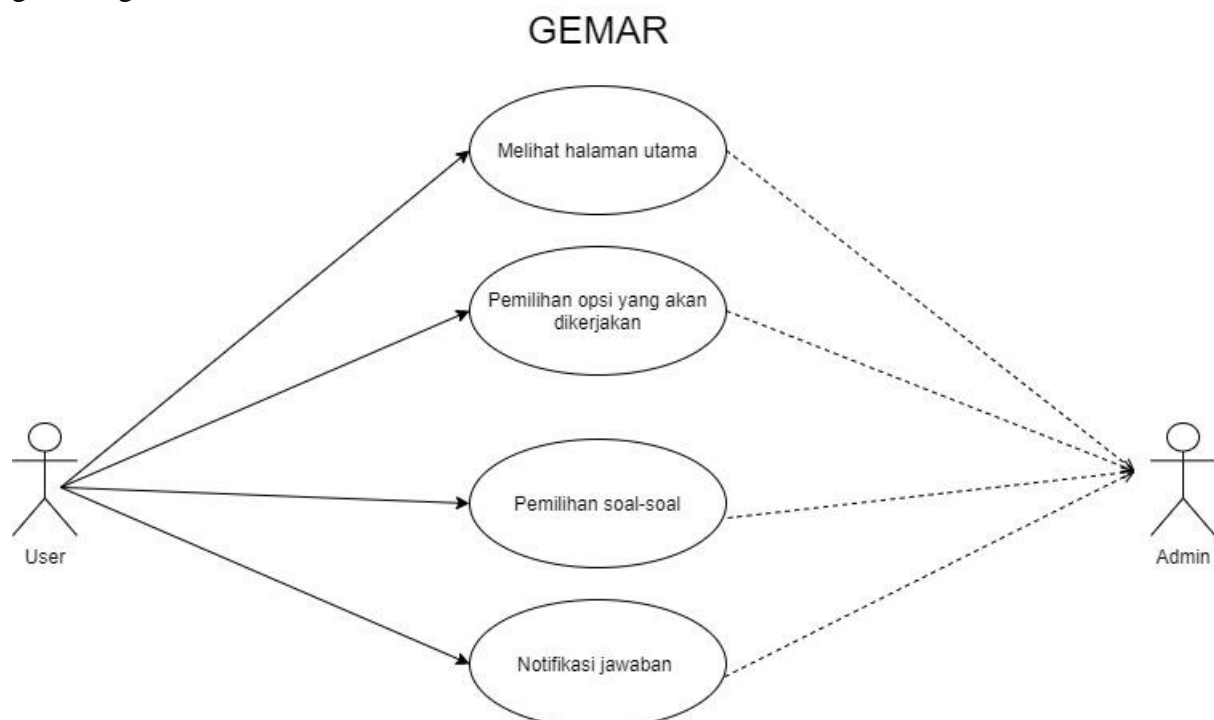 GEMAR
Melihat halaman utama
Pemilihan opsi yang akan
dikerjakan
Pemilihan soal-soal
User
Admin
Notifikasi jawaban